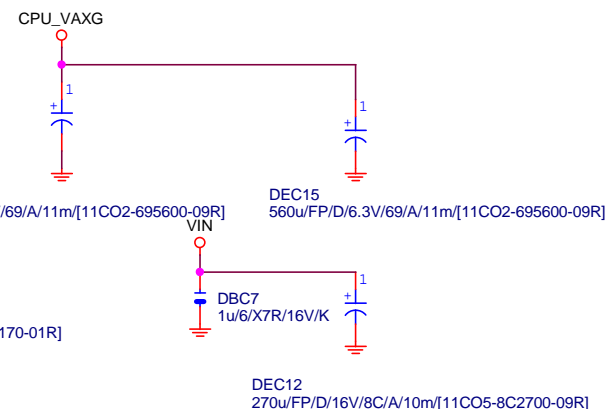 CPU_VAXG
1
+
1
+
DEC15
/69/A/11m/[11CO2-695600-09R]
560u/FP/D/6.3V/69/A/11m/[11CO2-695600-09R]
VIN
1
+
DBC7
1u/6/X7R/16V/K
170-01R]
DEC12
270u/FP/D/16V/8C/A/10m/[11CO5-8C2700-09R]